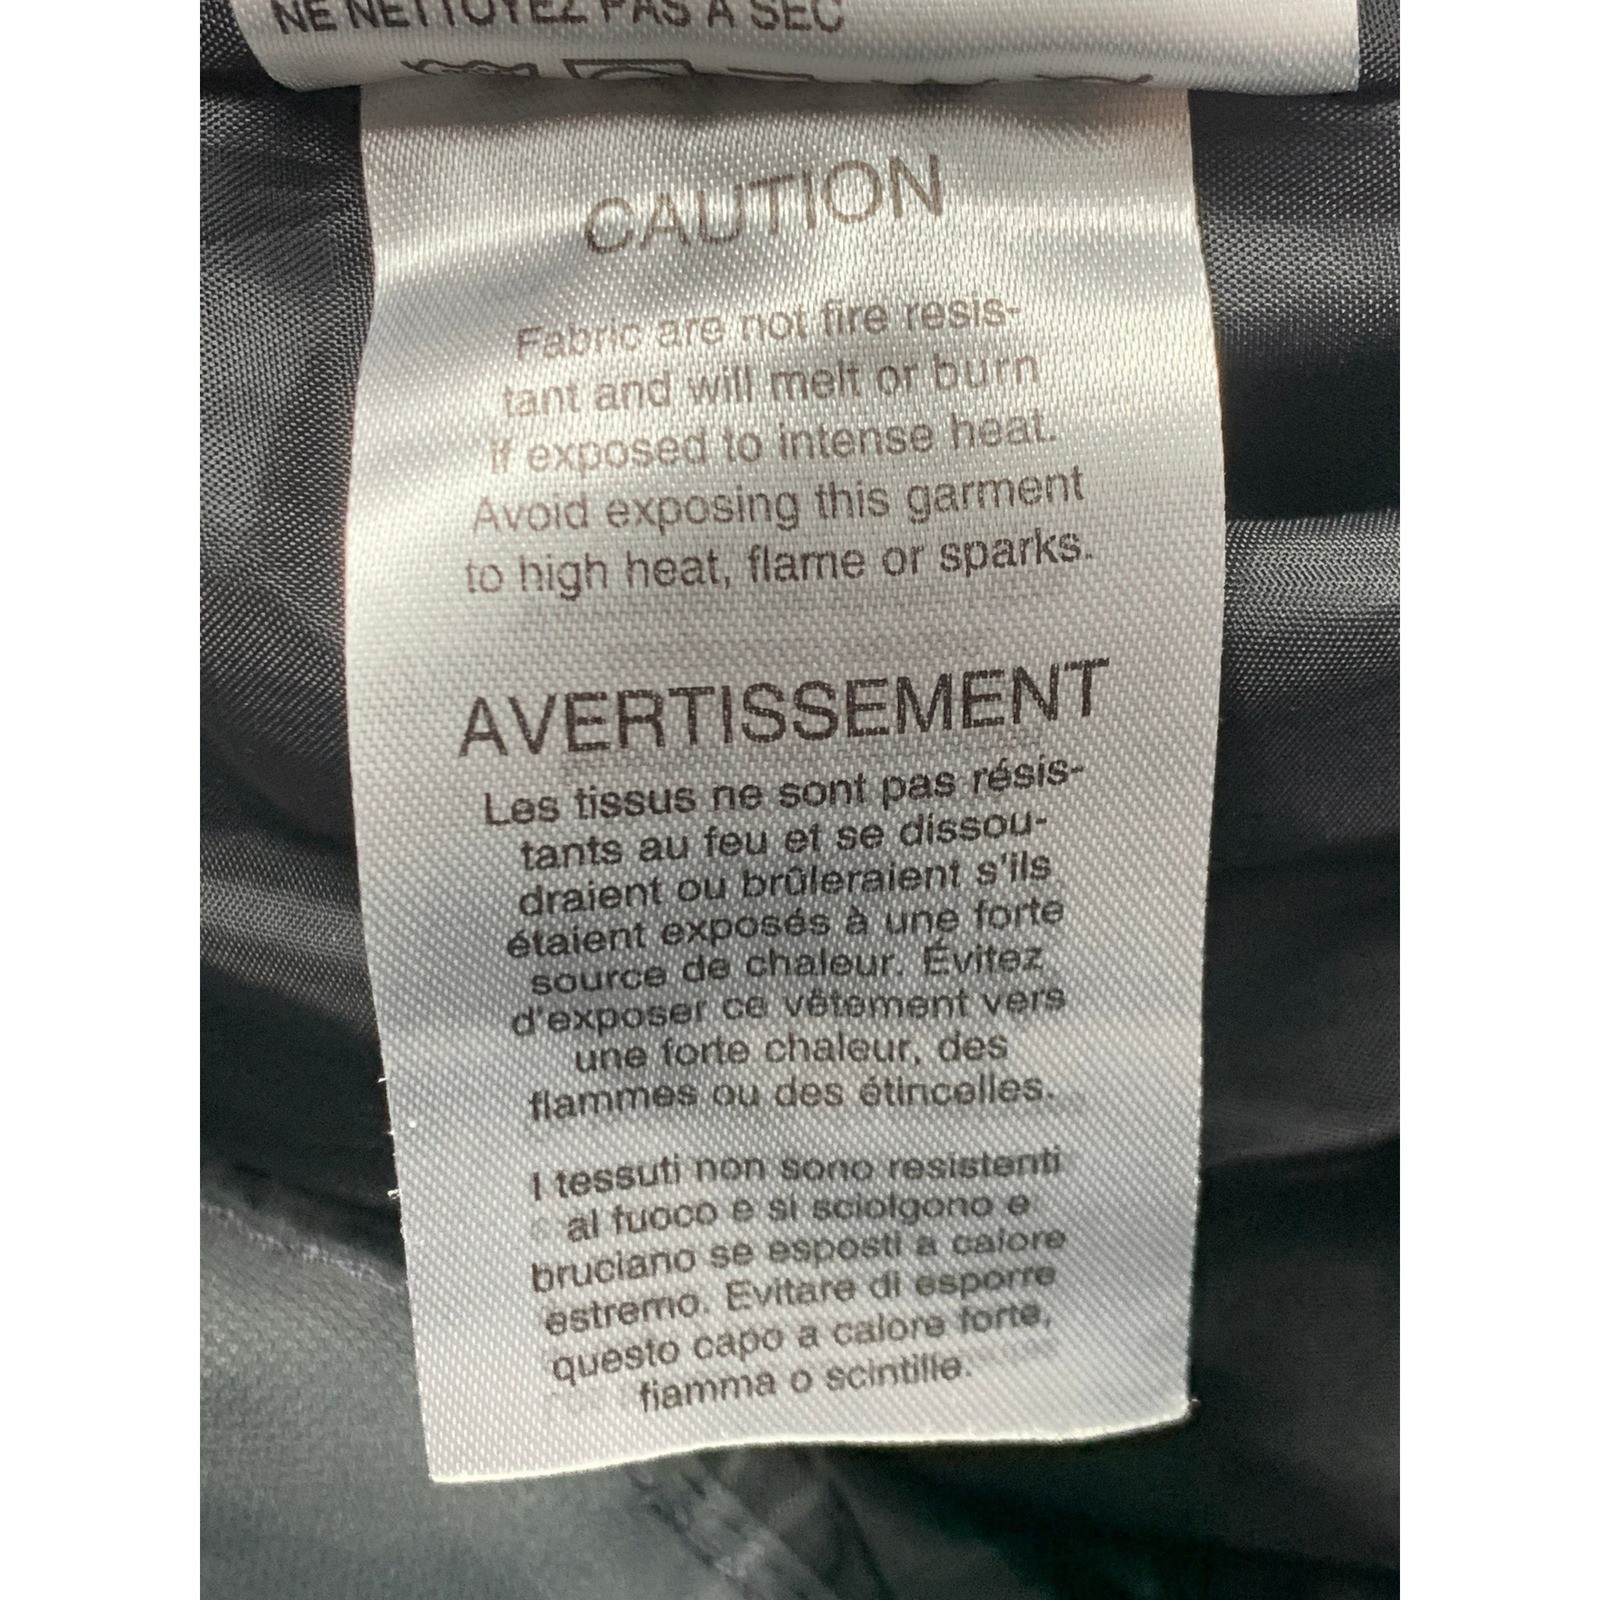 NE NETTOYEZ PAS A SEC
CAUTION
Fabric are not fire resis-
tant and will melt or burn
if exposed to intense heat.
Avoid exposing this garment
to high heat, flame or sparks.
AVERTISSEMENT
Les tissus ne sont pas résis-
tants au feu et se dissou-
draient ou brûleraient s'ils
étaient exposés à une forte
source de chaleur. Évitez
d'exposer ce vêtement vers
une forte chaleur, des
flammes ou des étincelles.
I tessuti non sono resistenti
al fuoco e si sciolgono e
bruciano se esposti a calore
estremo. Evitare di esporre
questo capo a calore forte,
fiamma o scintille.